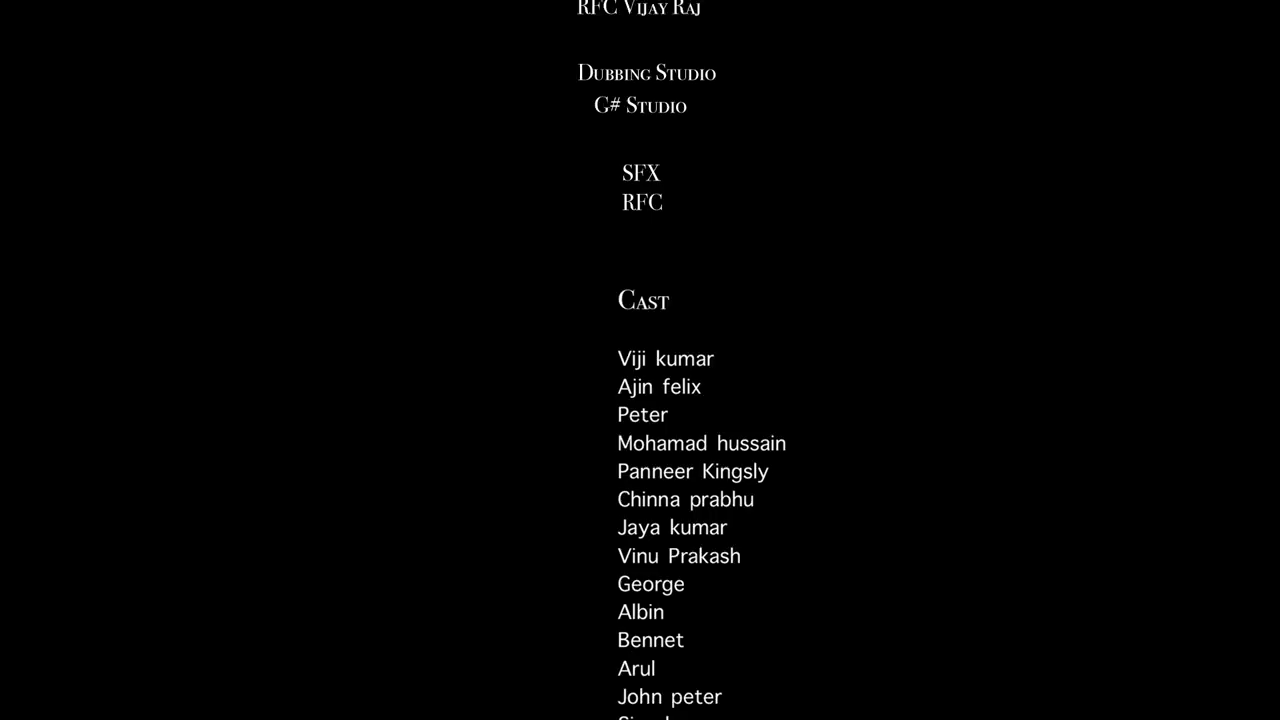 RFC Vijay Raj
Dubbing Studio
G# Studio
SFX
RFC
Cast
Viji kumar
Ajin felix
Peter
Mohamad hussain
Panneer Kingsly
Chinna prabhu
Jaya kumar
Vinu Prakash
George
Albin
Bennet
Arul
John peter